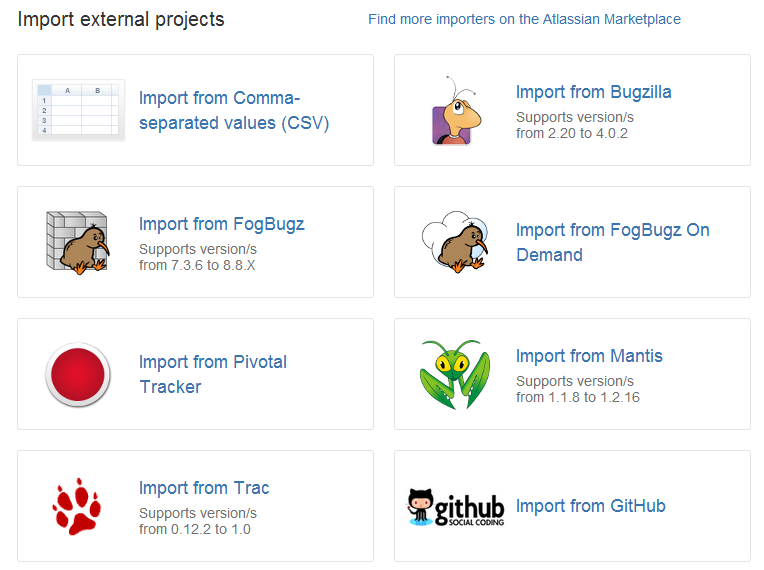 Import external projects
Find more importers on the Atlassian Marketplace
A B
1
2
3
4
Import from Comma-
separated values (CSV)
Import from Bugzilla
Supports version/s
from 2.20 to 4.0.2
Import from FogBugz
Supports version/s
from 7.3.6 to 8.8.X
Import from FogBugz On
Demand
Import from Pivotal
Tracker
Import from Mantis
Supports version/s
from 1.1.8 to 1.2.16
Import from Trac
Supports version/s
from 0.12.2 to 1.0
github
SOCIAL CODING
Import from GitHub